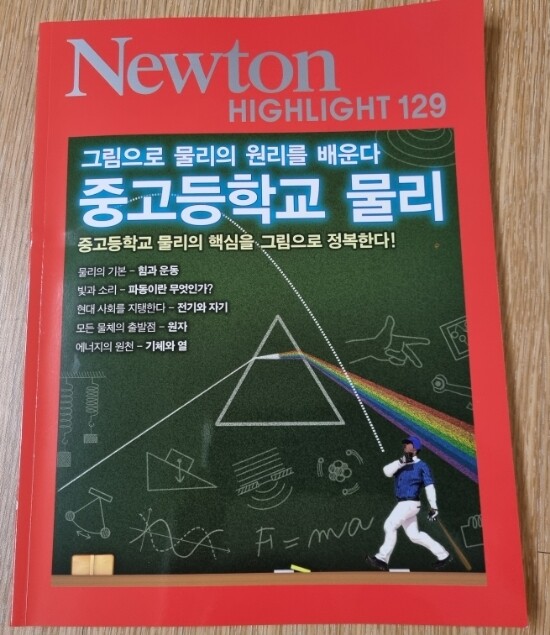 Newton
HIGHLIGHT 129
그림으로 물리의 원리를 배운다
중고등학교 물리
중고등학교 물리의 핵심을 그림으로 정복한다!
물리의 기본 – 힘과 운동
빛과 소리 – 파동이란 무엇인가?
현대 사회를 지탱한다 – 전기와 자기
모든 물체의 출발점 – 원자
에너지의 원천 – 기체와 열
F = ma